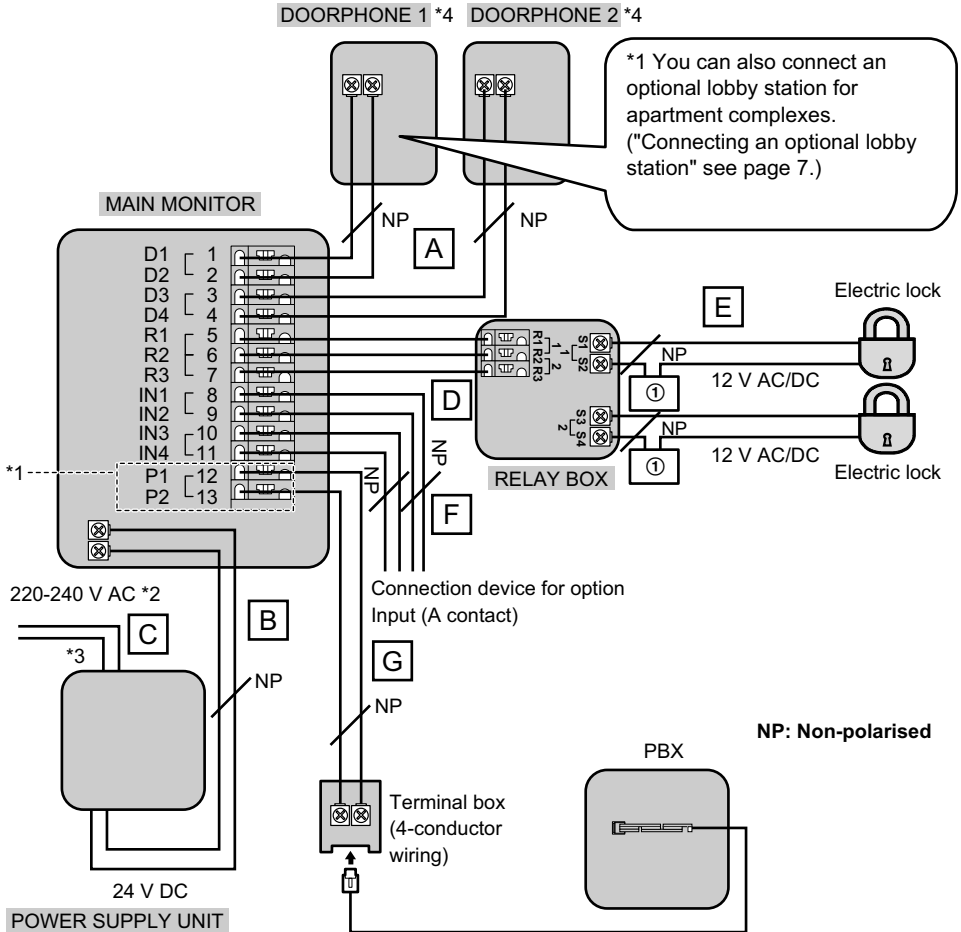 DOORPHONE 1 *4 DOORPHONE 2 *4
*1 You can also connect an
optional lobby station for
apartment complexes.
("Connecting an optional lobby
station" see page 7.)
MAIN MONITOR
NP
A
NP
D1 1
D2 2
D3 3
D4 4
R1 5
R2 6
R3 7
IN1 8
IN2 9
IN3 10
IN4 11
*1
P1 12
P2 13
R1 1
R2 2
R3
1 S1
S2
2 S3
S4
RELAY BOX
D
E
Electric lock
NP
①
12 V AC/DC
NP
①
12 V AC/DC
Electric lock
NP
NP
F
Connection device for option
Input (A contact)
220-240 V AC *2
C
*3
B
NP
G
NP
NP: Non-polarised
PBX
Terminal box
(4-conductor
wiring)
24 V DC
POWER SUPPLY UNIT